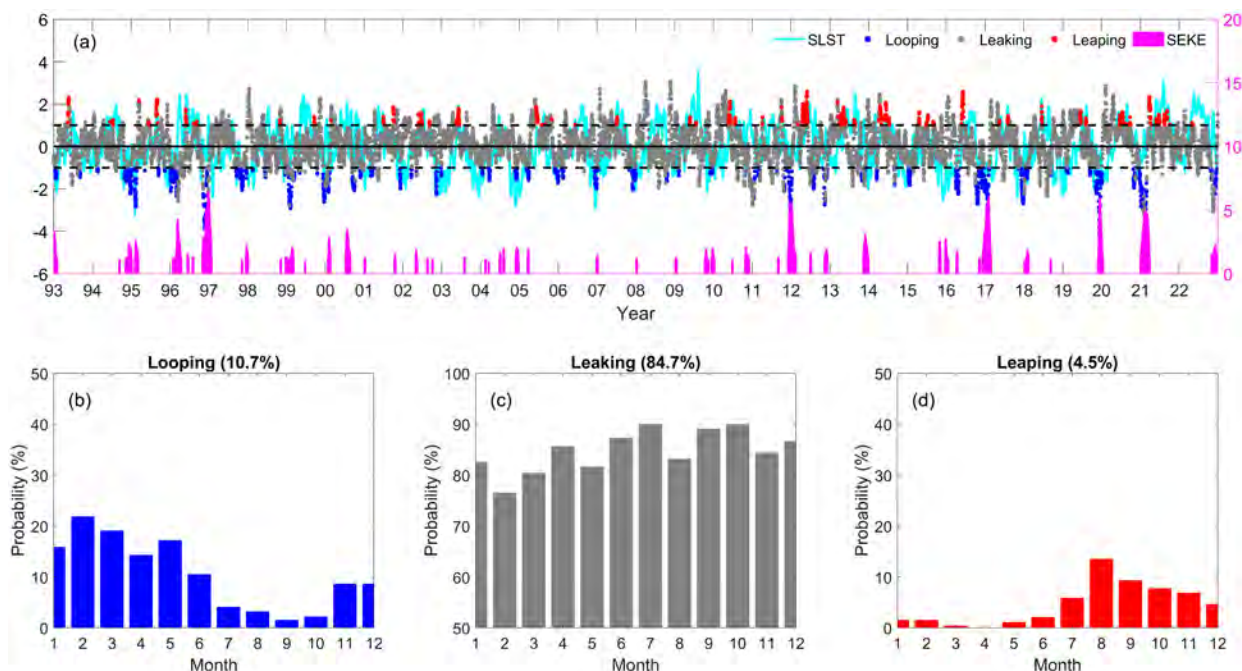 (a)
SLST Looping Leaking Leaping SEKE
6
4
2
0
-2
-4
-6
20
15
10
5
0
93 94 95 96 97 98 99 00 01 02 03 04 05 06 07 08 09 10 11 12 13 14 15 16 17 18 19 20 21 22
Year
Looping (10.7%)
(b)
Probability (%)
50
40
30
20
10
0
1 2 3 4 5 6 7 8 9 10 11 12
Month
Leaking (84.7%)
(c)
Probability (%)
100
90
80
70
60
50
1 2 3 4 5 6 7 8 9 10 11 12
Month
Leaping (4.5%)
(d)
Probability (%)
50
40
30
20
10
0
1 2 3 4 5 6 7 8 9 10 11 12
Month